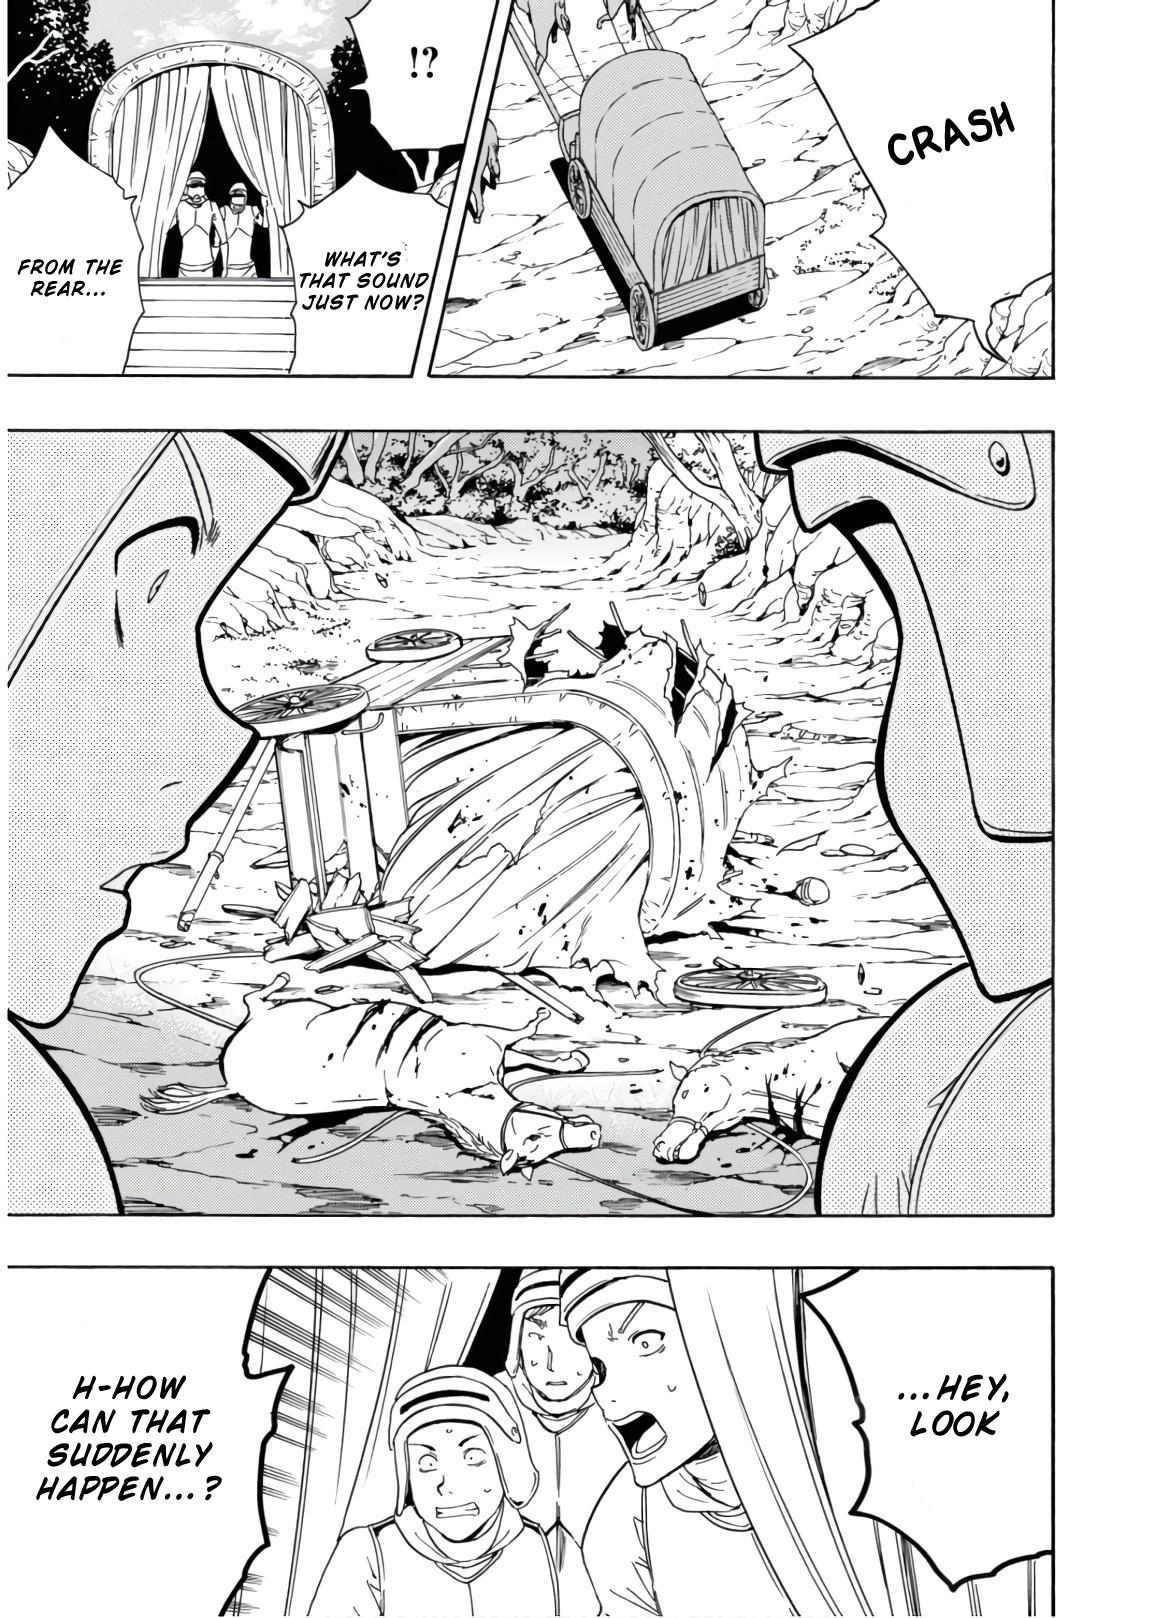 CRASH
!?
WHAT'S
THAT SOUND
JUST NOW?
FROM THE
REAR...
...HEY,
LOOK
H-HOW
CAN THAT
SUDDENLY
HAPPEN...?